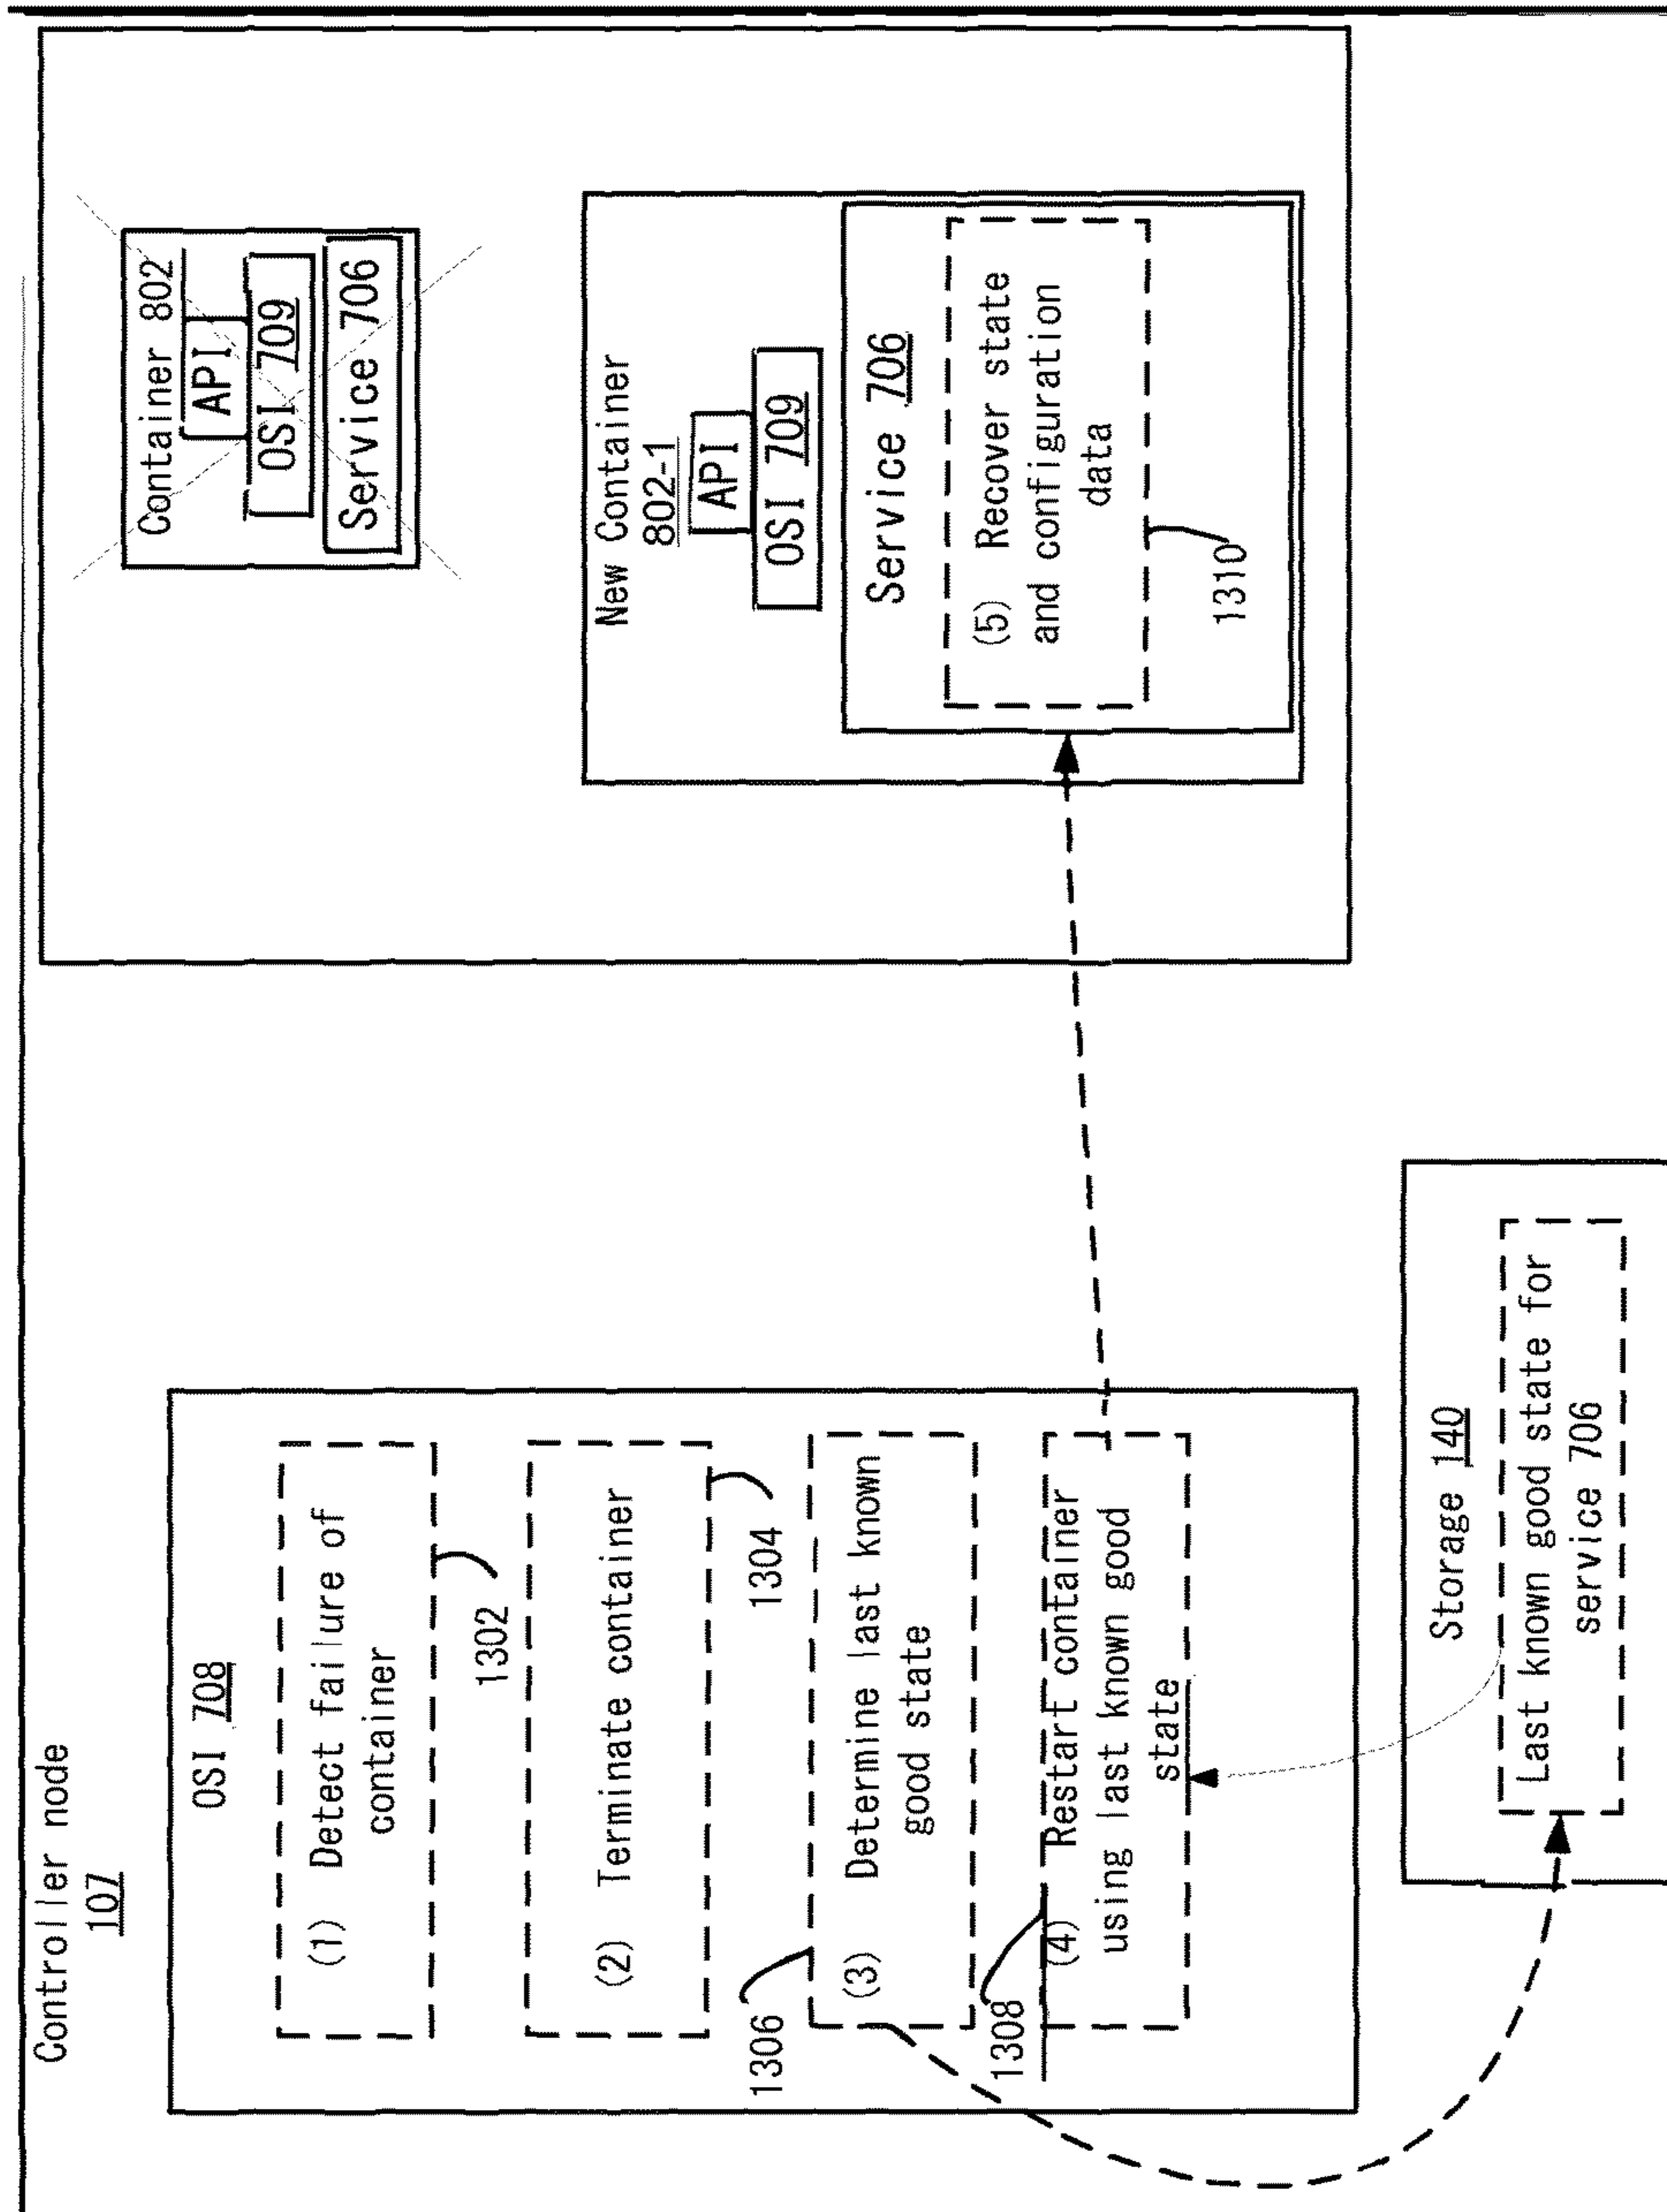 Controller node
107
OSI 708
(1) Detect failure of
container
1302
(2) Terminate container
1304
1306
(3) Determine last known
good state
1308
(4) Restart container
using last known good
state
Storage 140
Last known good state for
service 706
Container 802
API
OSI 709
Service 706
New Container
802-1
API
OSI 709
Service 706
(5) Recover state
and configuration
data
1310